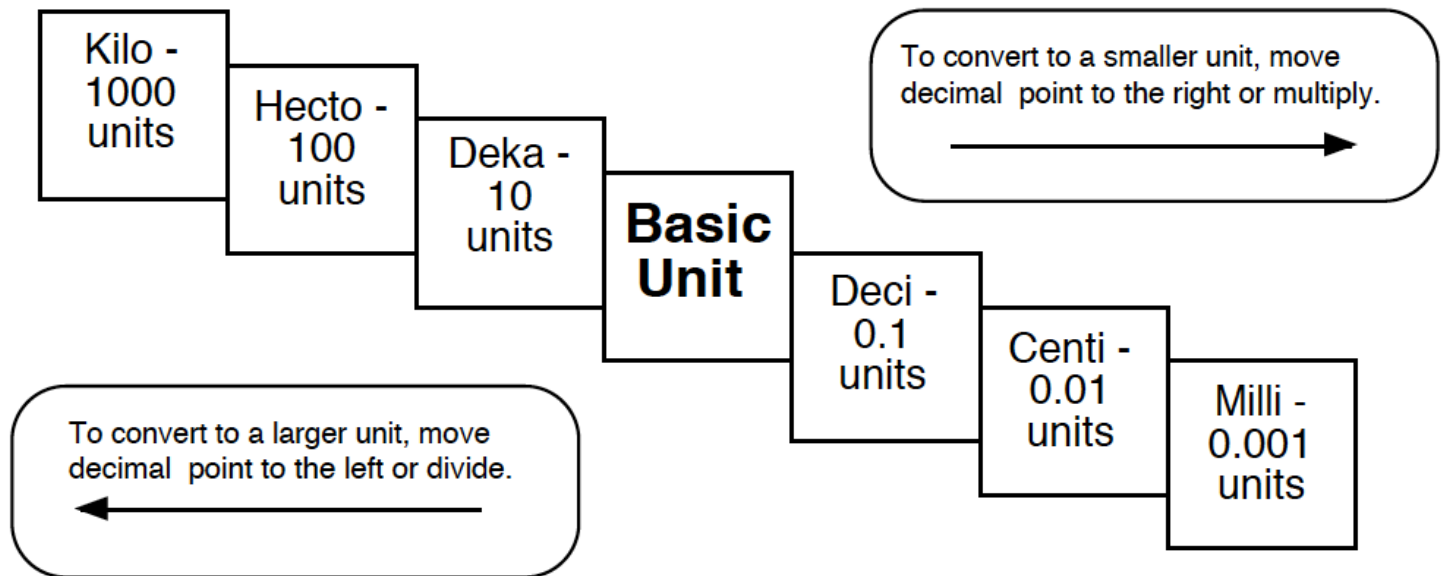 Kilo -
1000
units
Hecto -
100
units
Deka -
10
units
Basic
Unit
Deci -
0.1
units
Centi -
0.01
units
Milli -
0.001
units
To convert to a smaller unit, move
decimal  point to the right or multiply.
To convert to a larger unit, move
decimal  point to the left or divide.